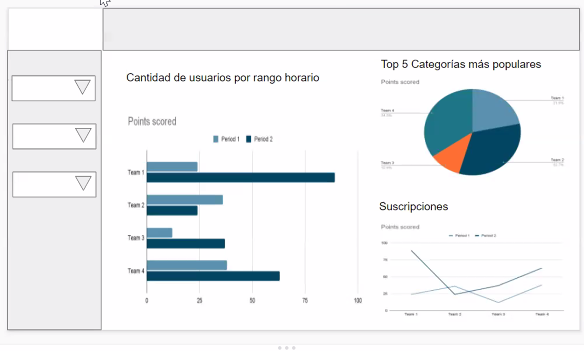 Top 5 Categorías más populares
Cantidad de usuarios por rango horario
Points scored
Points scored
Team 1
Team 4
Team 2
Team 3
Period 1
Period 2
Team 1
Team 2
Team 3
Team 4
0
25
50
75
100
Suscripciones
Points scored
Period 1
Period 2
100
75
50
25
0
Team 1
Team 2
Team 3